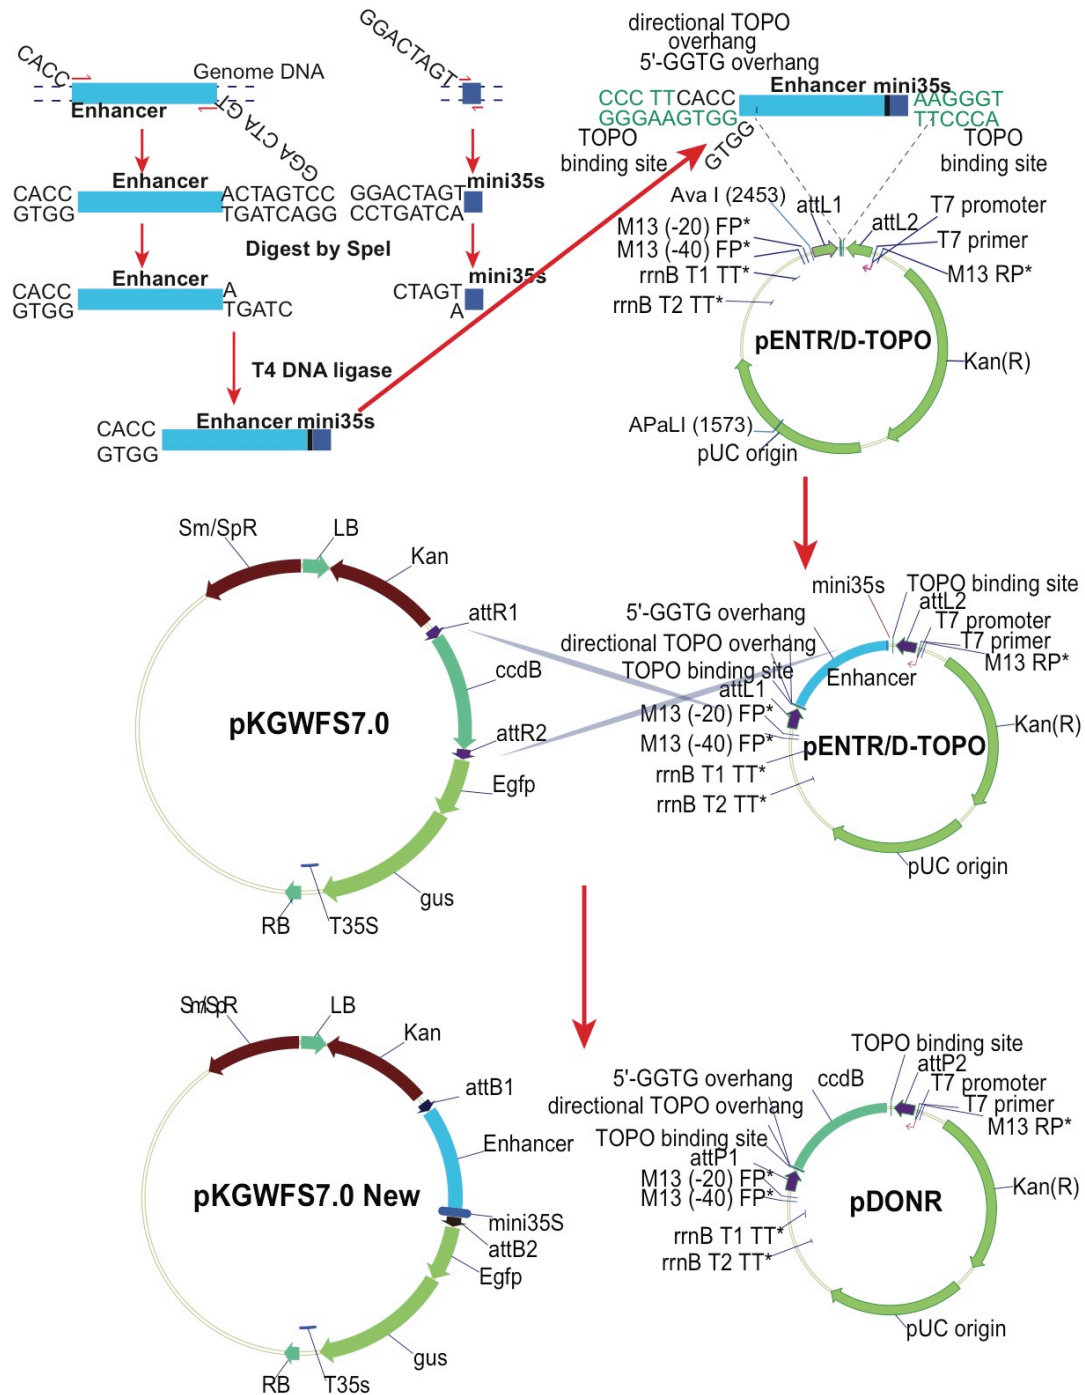 CACC
Genome DNA
Enhancer
GGA CTA GT
GGACTAGT
CACC
GTGG
Enhancer
ACTAGTCC
TGATCAGG
GGACTAGT
CCTGATCA
mini35s
Digest by SpeI
CACC
GTGG
Enhancer
A
TGATC
CTAGT
A
mini35s
T4 DNA ligase
CACC
GTGG
Enhancer mini35s
directional TOPO
overhang
5'-GGTG overhang
Enhancer mini35s
CCC TTCACC
GGGAAGTGG
GTGG
AAGGGT
TTCCCA
TOPO
binding site
TOPO
binding site
Ava I (2453)
attL1
attL2
T7 promoter
M13 (-20) FP*
T7 primer
M13 (-40) FP*
M13 RP*
rrnB T1 TT*
rrnB T2 TT*
pENTR/D-TOPO
Kan(R)
APaLI (1573)
pUC origin
Sm/SpR
LB
Kan
attR1
ccdB
pKGWFS7.0
attR2
Egfp
gus
RB
T35S
mini35s
TOPO binding site
attL2
5'-GGTG overhang
T7 promoter
directional TOPO overhang
T7 primer
TOPO binding site
M13 RP*
Enhancer
attL1
M13 (-20) FP*
Kan(R)
M13 (-40) FP*
pENTR/D-TOPO
rrnB T1 TT*
rrnB T2 TT*
pUC origin
Sm/SpR
LB
Kan
attB1
Enhancer
pKGWFS7.0 New
mini35S
attB2
Egfp
gus
RB
T35s
TOPO binding site
attP2
ccdB
5'-GGTG overhang
T7 promoter
directional TOPO overhang
T7 primer
M13 RP*
TOPO binding site
attP1
M13 (-20) FP*
M13 (-40) FP*
Kan(R)
pDONR
rrnB T1 TT*
rrnB T2 TT*
pUC origin